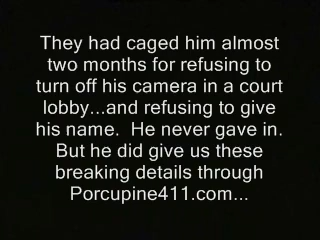 They had caged him almost
two months for refusing to
turn off his camera in a court
lobby...and refusing to give
his name.  He never gave in.
But he did give us these
breaking details through
Porcupine411.com...